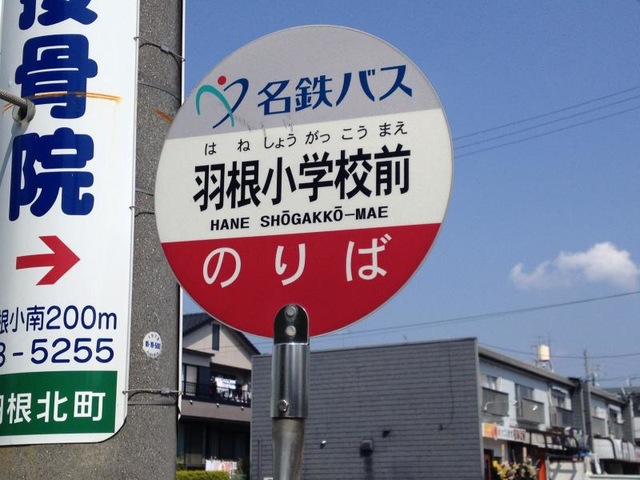 名鉄バス
は ね しょう がっ こう まえ
羽根小学校前
HANE SHŌGAKKŌ-MAE
のりば
接骨院
根小南200m
-5255
羽根北町